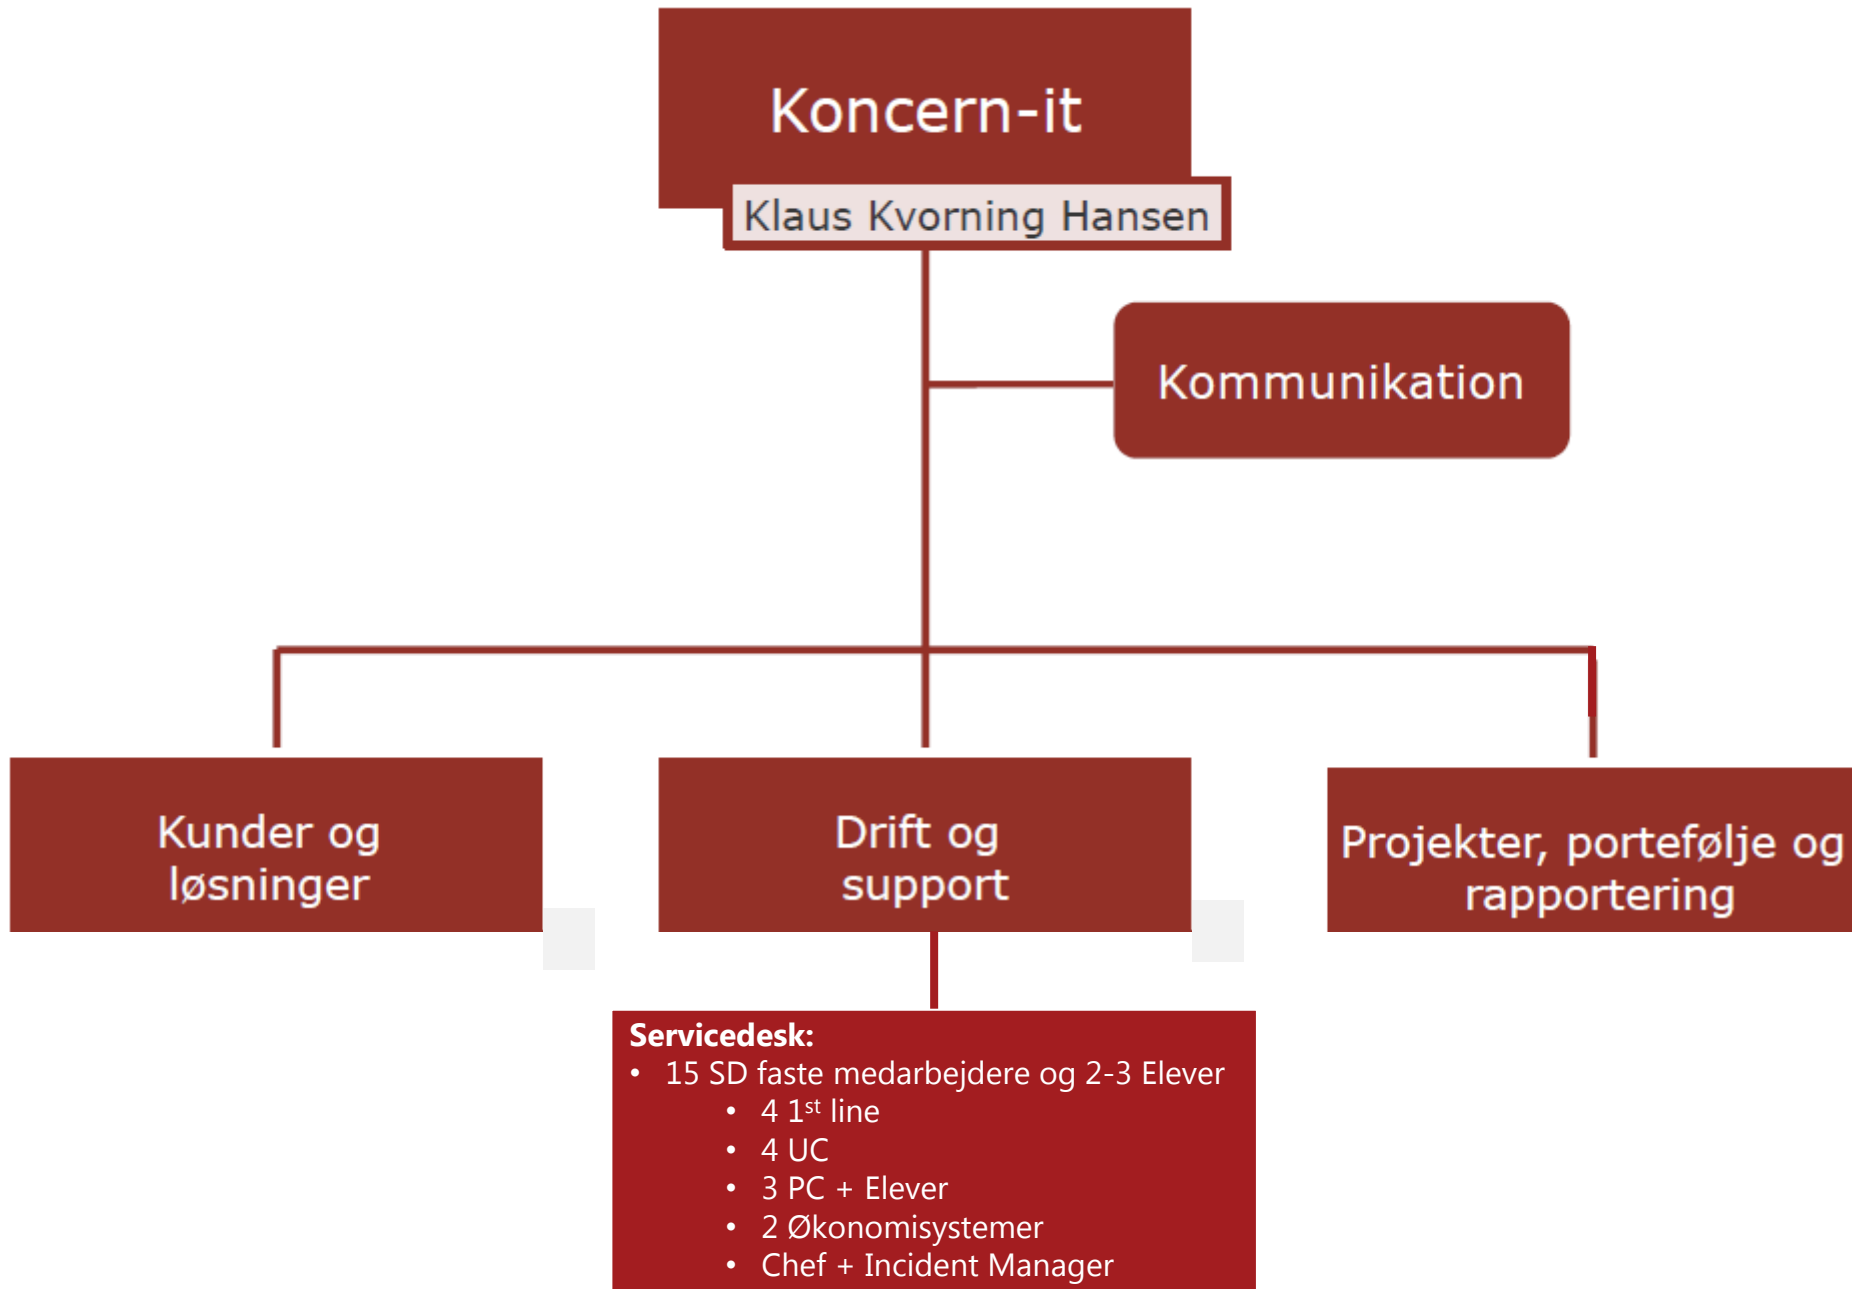 Koncern-it
Klaus Kvorning Hansen
Kommunikation
Kunder og
løsninger
Drift og
support
Projekter, portefølje og
rapportering
Servicedesk:
• 15 SD faste medarbejdere og 2-3 Elever
• 4 1st line
• 4 UC
• 3 PC + Elever
• 2 Økonomisystemer
• Chef + Incident Manager